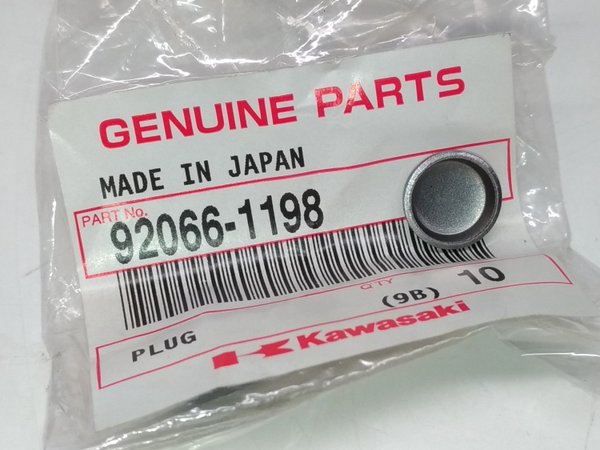 GENUINE PARTS
MADE IN JAPAN
PART No.
92066-1198
QTY
(9B) 10
PLUG
Kawasaki